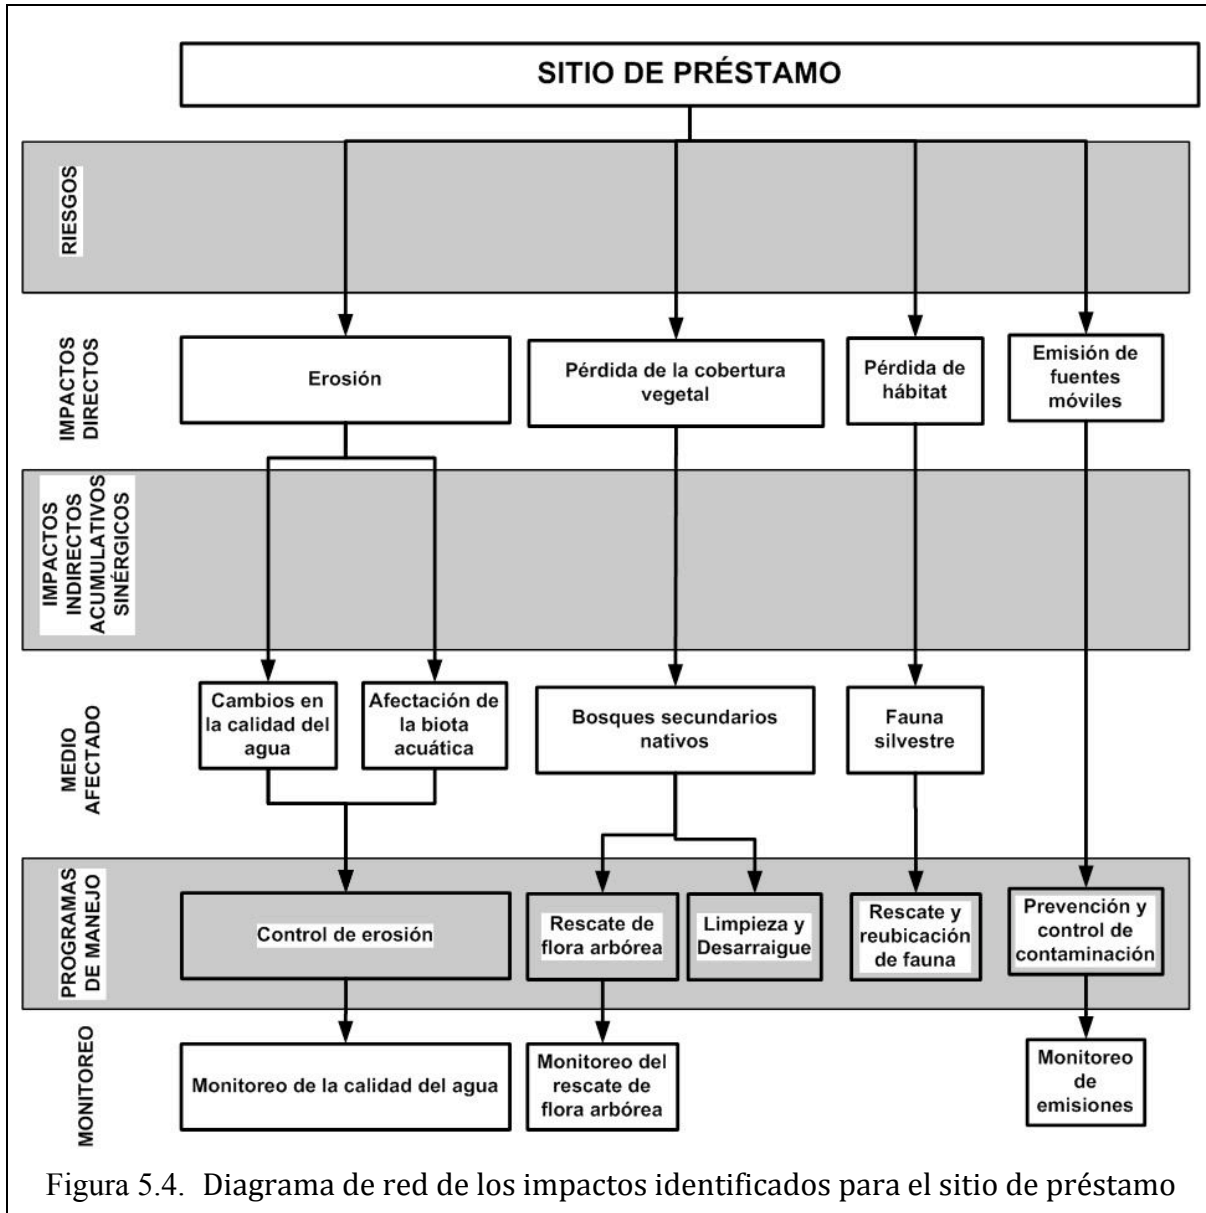 SITIO DE PRÉSTAMO
RIESGOS
IMPACTOS
DIRECTOS
Erosión
Pérdida de la cobertura
vegetal
Pérdida de
hábitat
Emisión de
fuentes
móviles
IMPACTOS
INDIRECTOS
ACUMULATIVOS
SINÉRGICOS
MEDIO
AFECTADO
Cambios en
la calidad del
agua
Afectación de
la biota
acuática
Bosques secundarios
nativos
Fauna
silvestre
PROGRAMAS
DE MANEJO
Control de erosión
Rescate de
flora arbórea
Limpieza y
Desarraigue
Rescate y
reubicación
de fauna
Prevención y
control de
contaminación
MONITOREO
Monitoreo de la calidad del agua
Monitoreo del
rescate de
flora arbórea
Monitoreo
de
emisiones
Figura 5.4. Diagrama de red de los impactos identificados para el sitio de préstamo